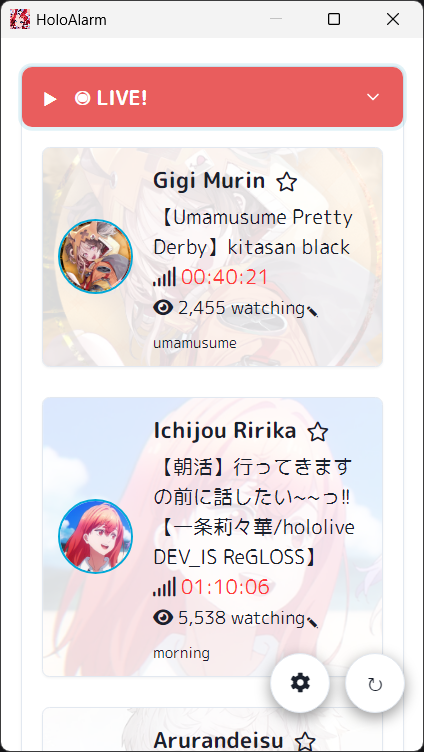 HoloAlarm
LIVE!
Gigi Murin
【Umamusume Pretty
Derby】kitasan black
00:40:21
2,455 watching
umamusume
Ichijou Ririka
【朝活】行ってきます
の前に話したい~~っ!!
【一条莉々華/hololive
DEV_IS ReGLOSS】
01:10:06
5,538 watching
morning
Arurandeisu